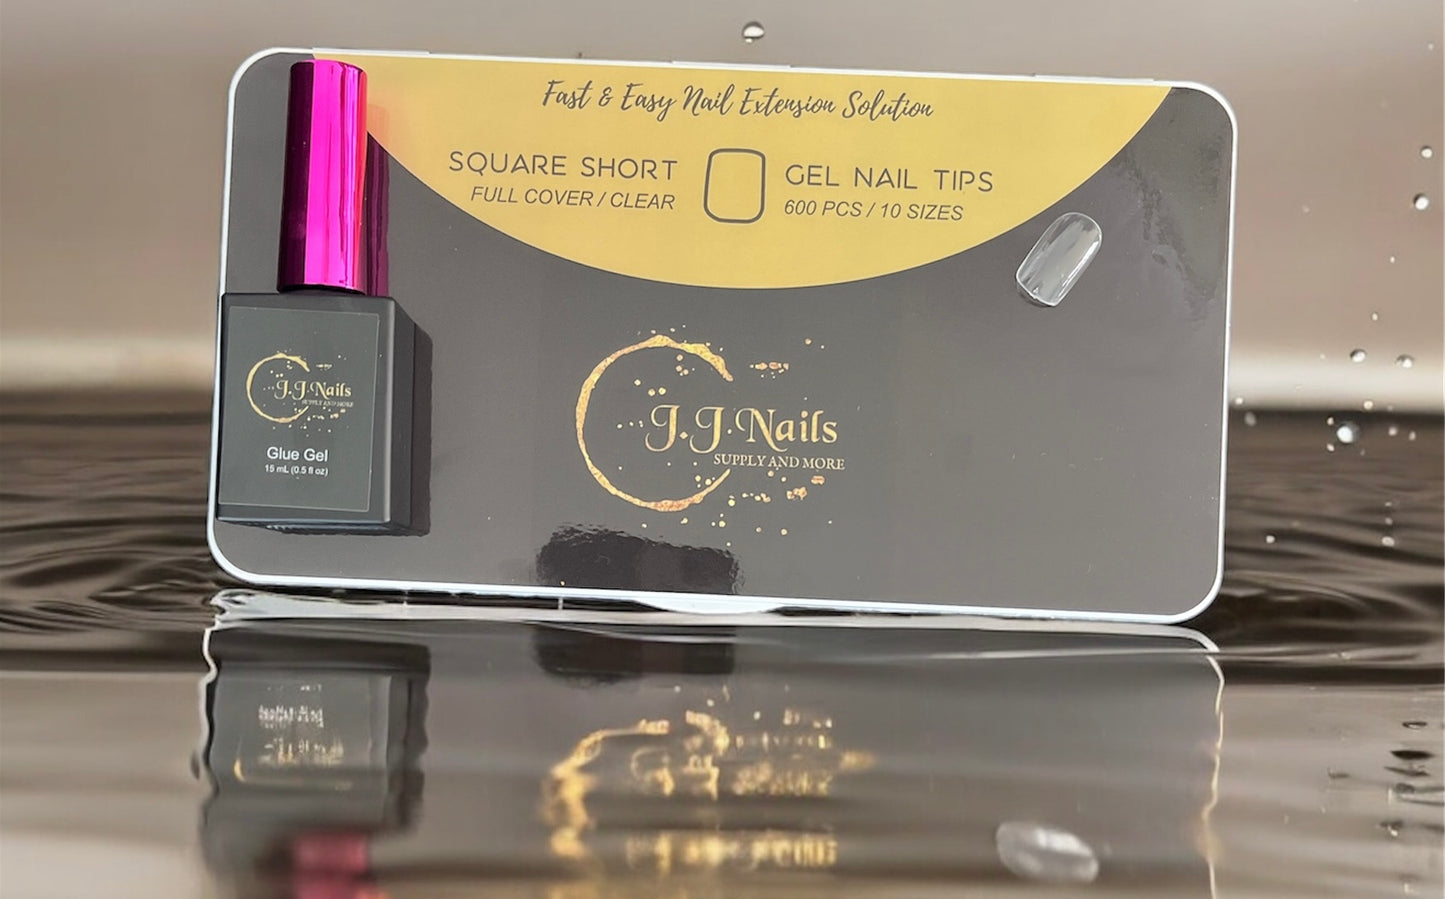 Fast & Easy Nail Extension Solution
SQUARE SHORT
FULL COVER / CLEAR
GEL NAIL TIPS
600 PCS / 10 SIZES
J.J.Nails
SUPPLY AND MORE
Glue Gel
15 mL (0.5 fl oz)
J.J.Nails
SUPPLY AND MORE